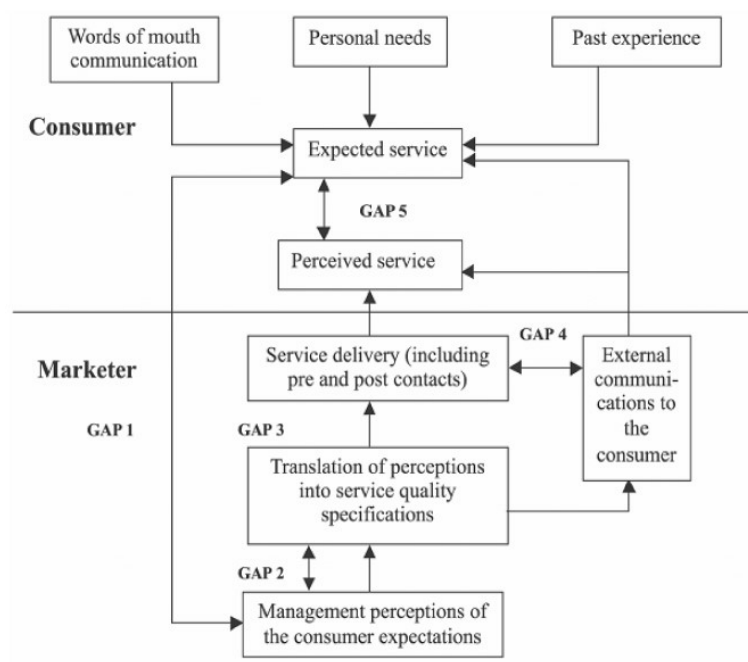 Words of mouth
communication
Personal needs
Past experience
Consumer
Expected service
GAP 5
Perceived service
GAP 4
Marketer
Service delivery (including
pre and post contacts)
External
communi-
cations to
the
consumer
GAP 1
GAP 3
Translation of perceptions
into service quality
specifications
GAP 2
Management perceptions of
the consumer expectations